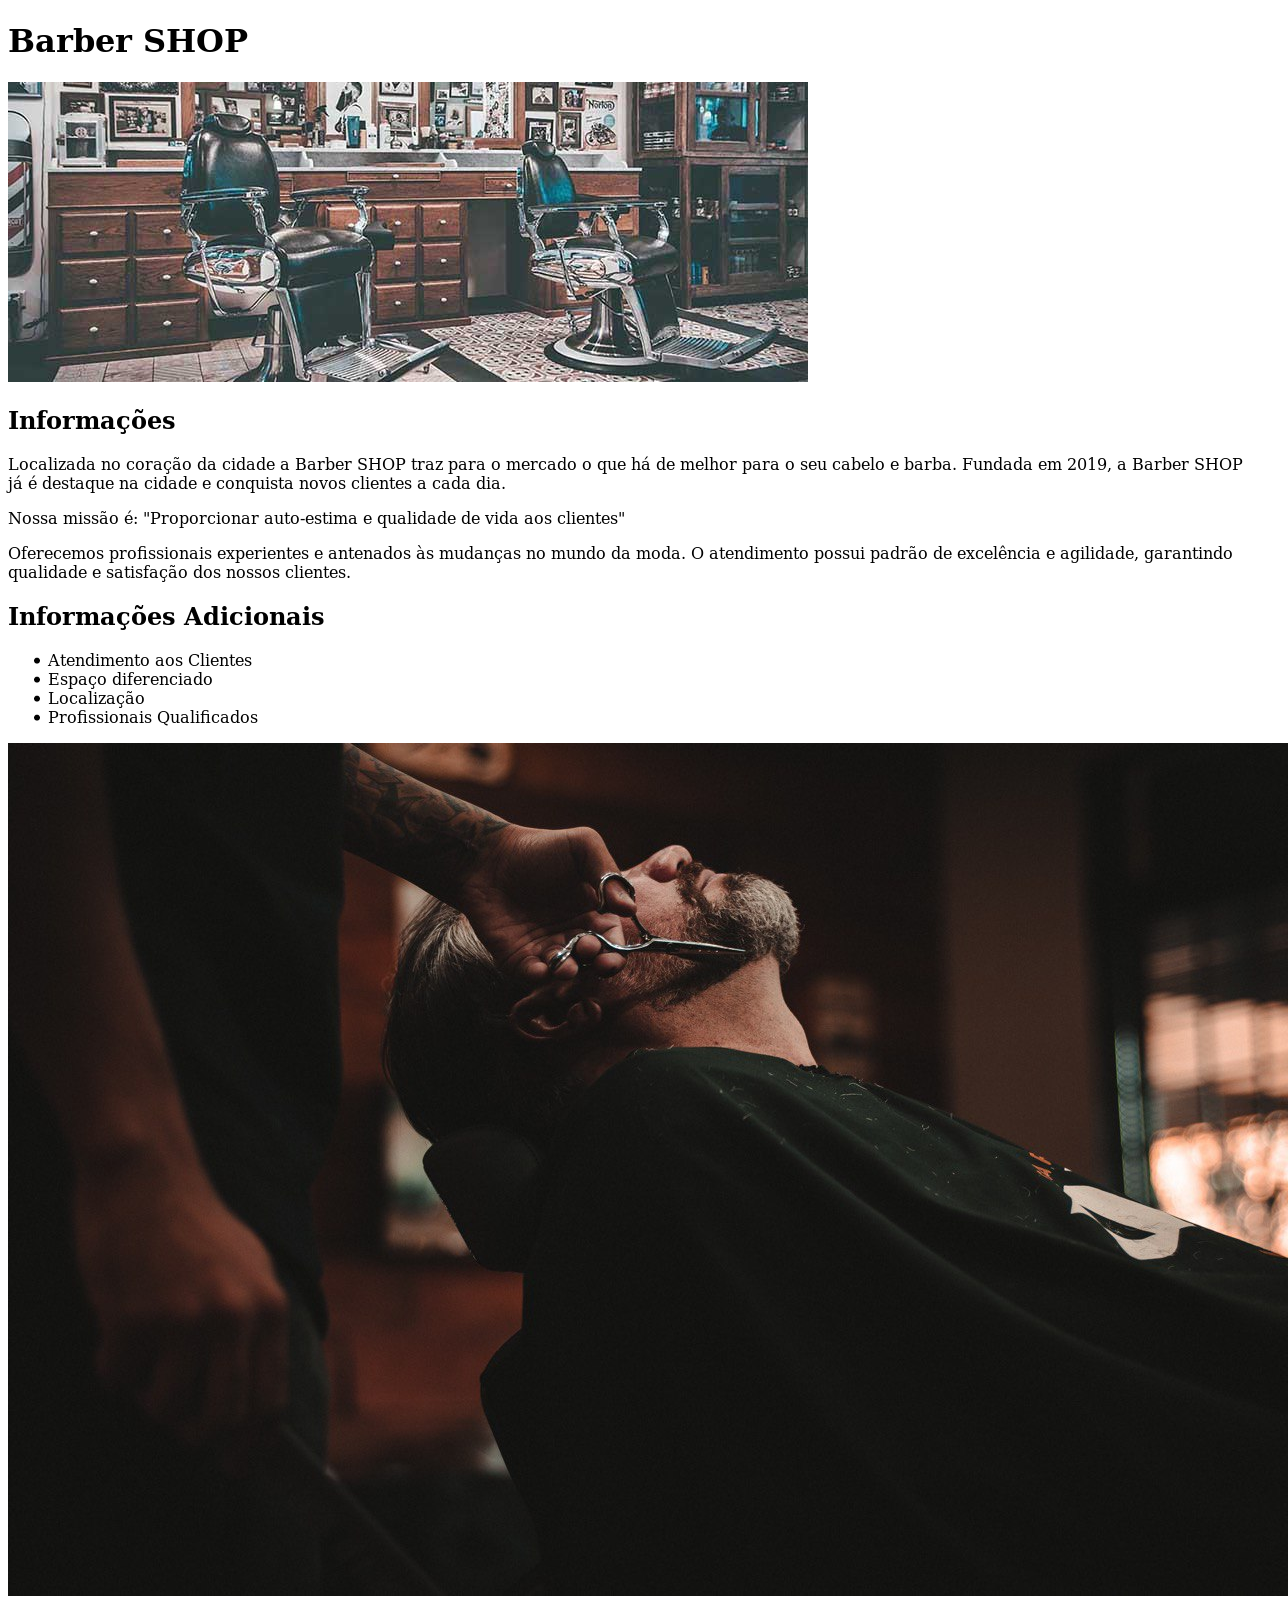 Barber SHOP
Norton
Informações
Localizada no coração da cidade a Barber SHOP traz para o mercado o que há de melhor para o seu cabelo e barba. Fundada em 2019, a Barber SHOP
já é destaque na cidade e conquista novos clientes a cada dia.
Nossa missão é: "Proporcionar auto-estima e qualidade de vida aos clientes"
Oferecemos profissionais experientes e antenados às mudanças no mundo da moda. O atendimento possui padrão de excelência e agilidade, garantindo
qualidade e satisfação dos nossos clientes.
Informações Adicionais
• Atendimento aos Clientes
• Espaço diferenciado
• Localização
• Profissionais Qualificados